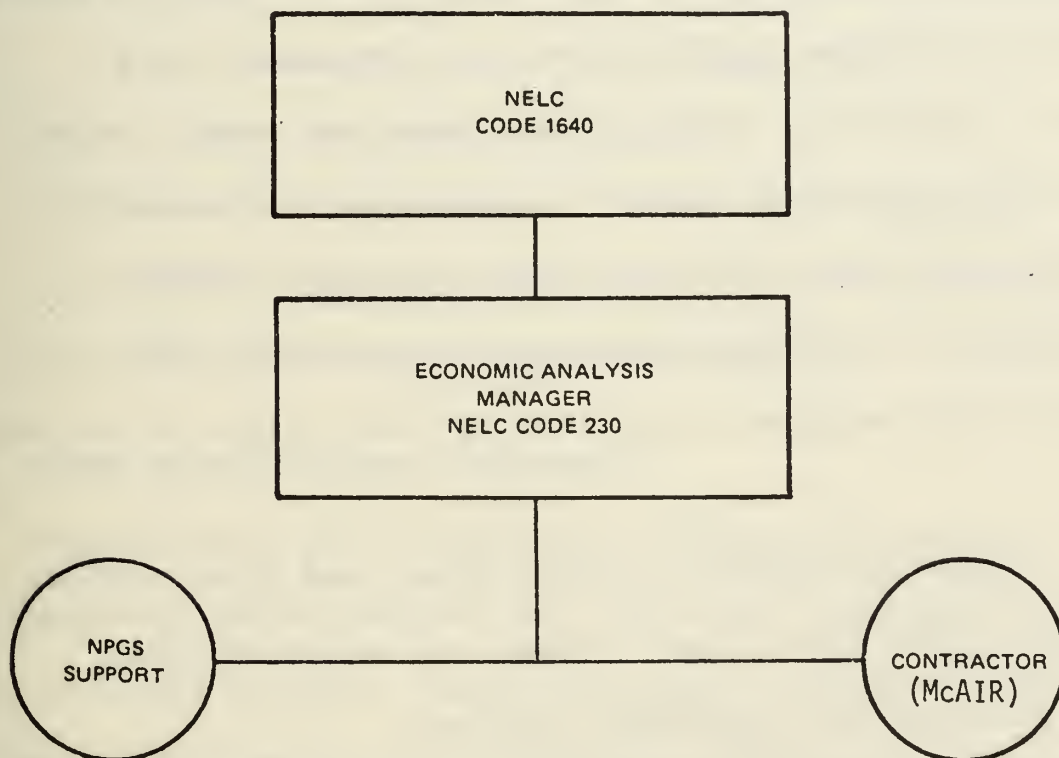 NELC
CODE 1640
ECONOMIC ANALYSIS
MANAGER
NELC CODE 230
NPGS
SUPPORT
CONTRACTOR
(McAIR)